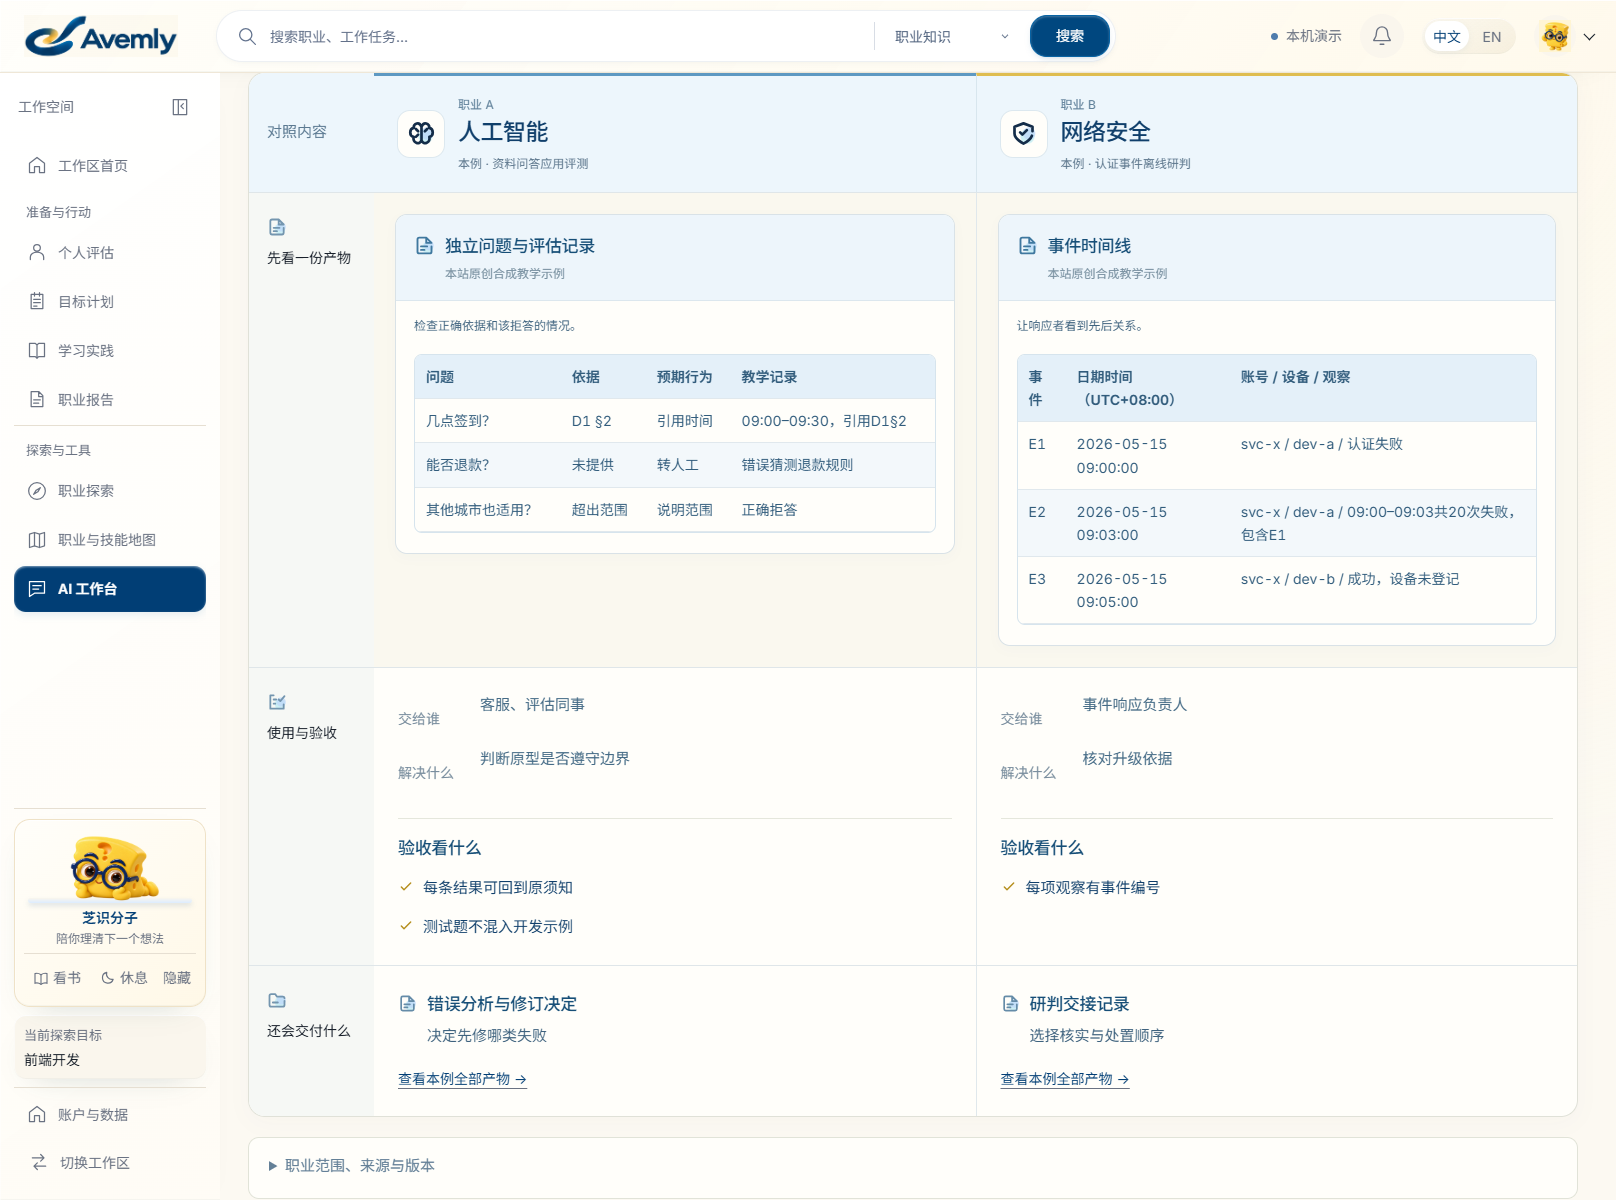 Avemly
搜索职业、工作任务...
职业知识
搜索
本机演示
中文
EN
工作空间
工作区首页
准备与行动
个人评估
目标计划
学习实践
职业报告
探索与工具
职业探索
职业与技能地图
AI 工作台
芝识分子
陪你理清下一个想法
看书
休息
隐藏
当前探索目标
前端开发
账户与数据
切换工作区
对照内容
职业 A
人工智能
本例 · 资料问答应用评测
职业 B
网络安全
本例 · 认证事件离线研判
先看一份产物
独立问题与评估记录
本站原创合成教学示例
检查正确依据和该拒答的情况。
问题 依据 预期行为 教学记录
几点签到？ D1 §2 引用时间 09:00–09:30，引用D1§2
能否退款？ 未提供 转人工 错误猜测退款规则
其他城市也适用？ 超出范围 说明范围 正确拒答
事件时间线
本站原创合成教学示例
让响应者看到先后关系。
事件 日期时间（UTC+08:00） 账号 / 设备 / 观察
E1 2026-05-15 09:00:00 svc-x / dev-a / 认证失败
E2 2026-05-15 09:03:00 svc-x / dev-a / 09:00–09:03共20次失败，包含E1
E3 2026-05-15 09:05:00 svc-x / dev-b / 成功，设备未登记
使用与验收
交给谁
客服、评估同事
解决什么
判断原型是否遵守边界
验收看什么
每条结果可回到原须知
测试题不混入开发示例
交给谁
事件响应负责人
解决什么
核对升级依据
验收看什么
每项观察有事件编号
还会交付什么
错误分析与修订决定
决定先修哪类失败
查看本例全部产物 →
研判交接记录
选择核实与处置顺序
查看本例全部产物 →
▶ 职业范围、来源与版本